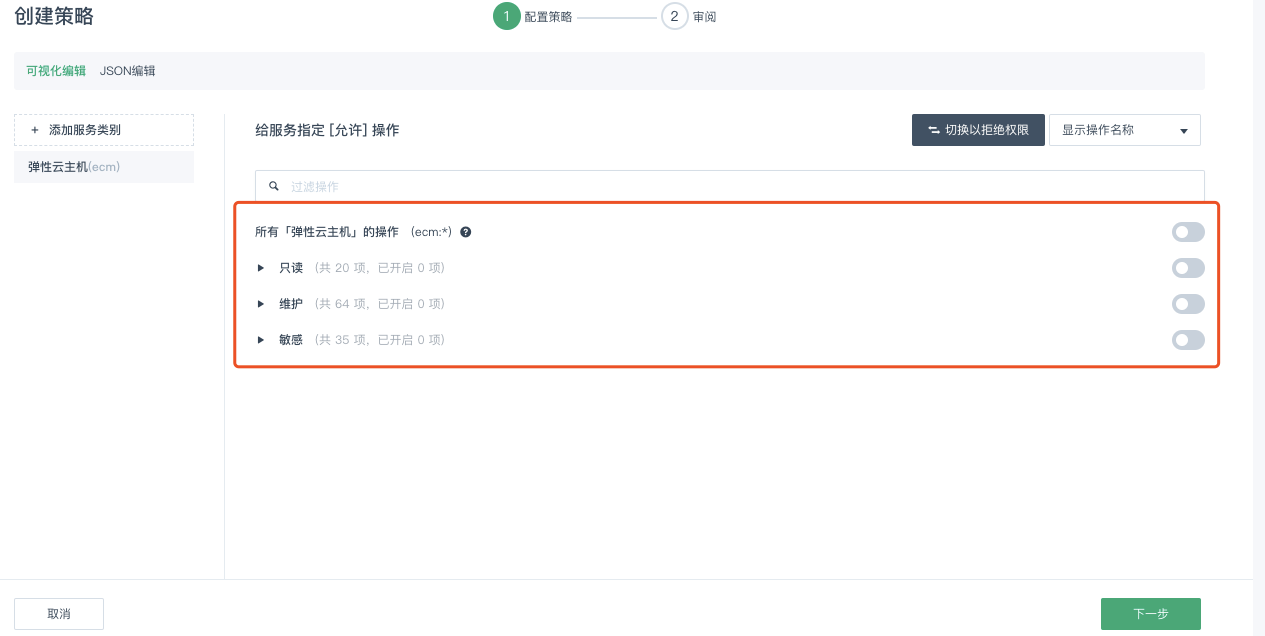 创建策略
1 配置策略 2 审阅
可视化编辑 JSON编辑
+ 添加服务类别
弹性云主机(ecm)
给服务指定 [允许] 操作
切换以拒绝权限
显示操作名称
过滤操作
所有「弹性云主机」的操作 (ecm:*) ?
只读 (共 20 项，已开启 0 项)
维护 (共 64 项，已开启 0 项)
敏感 (共 35 项，已开启 0 项)
取消
下一步